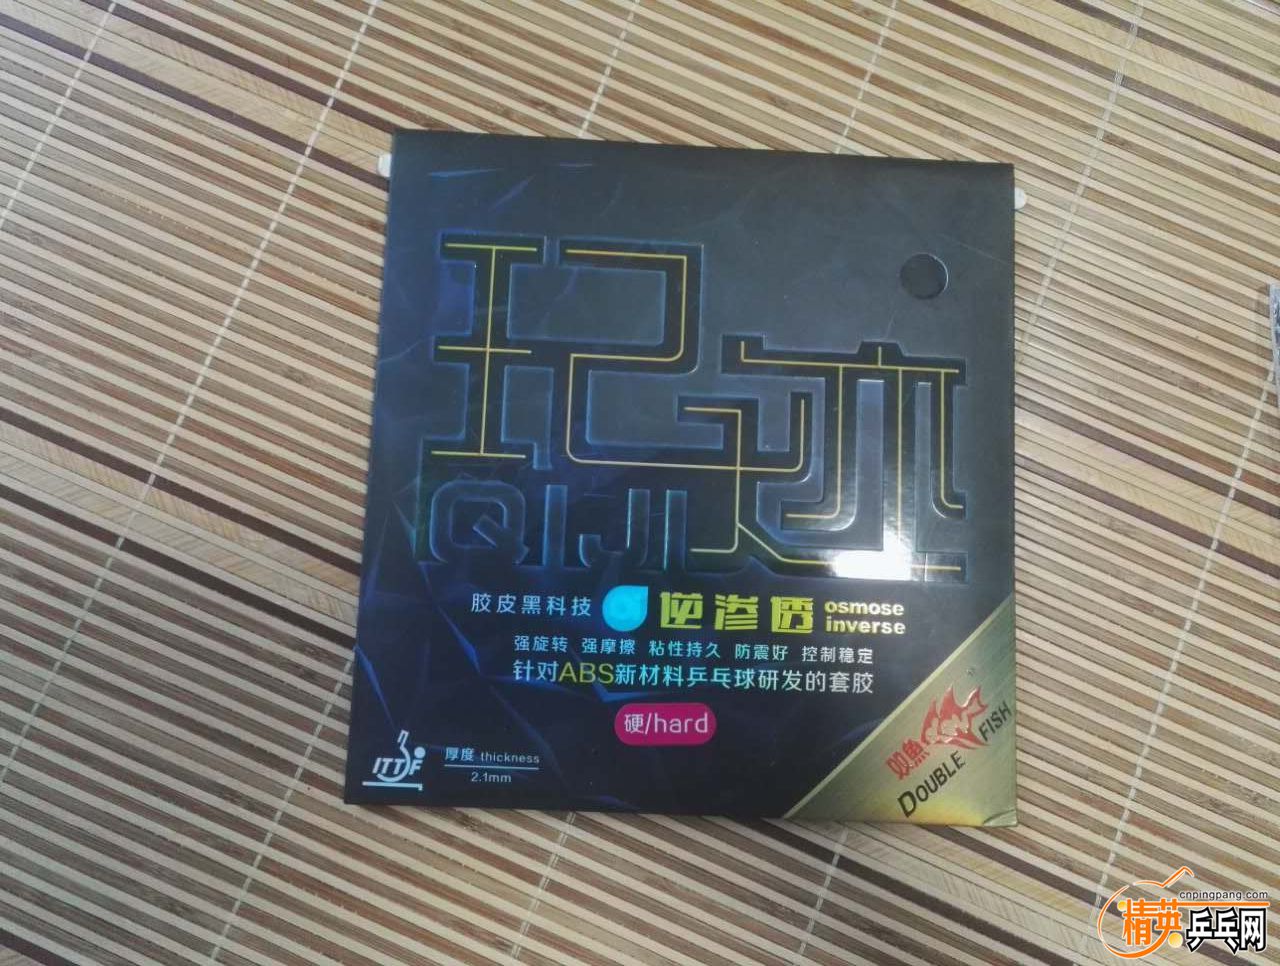 玘迹
QIJI
胶皮黑科技 逆渗透 osmose inverse
强旋转 强摩擦 粘性持久 防震好 控制稳定
针对ABS新材料乒乓球研发的套胶
硬/hard
ITTF
厚度 thickness
2.1mm
双魚
DOUBLE FISH
cnpingpang.com
精英乒乓网